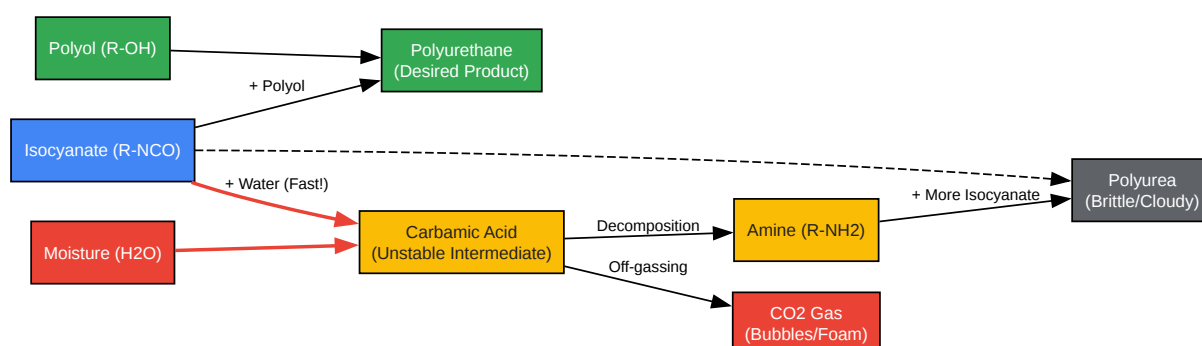 Polyol (R-OH)
Polyurethane
(Desired Product)
+ Polyol
Isocyanate (R-NCO)
+ Water (Fast!)
Moisture (H2O)
Carbamic Acid
(Unstable Intermediate)
Decomposition
Off-gassing
Amine (R-NH2)
CO2 Gas
(Bubbles/Foam)
+ More Isocyanate
Polyurea
(Brittle/Cloudy)